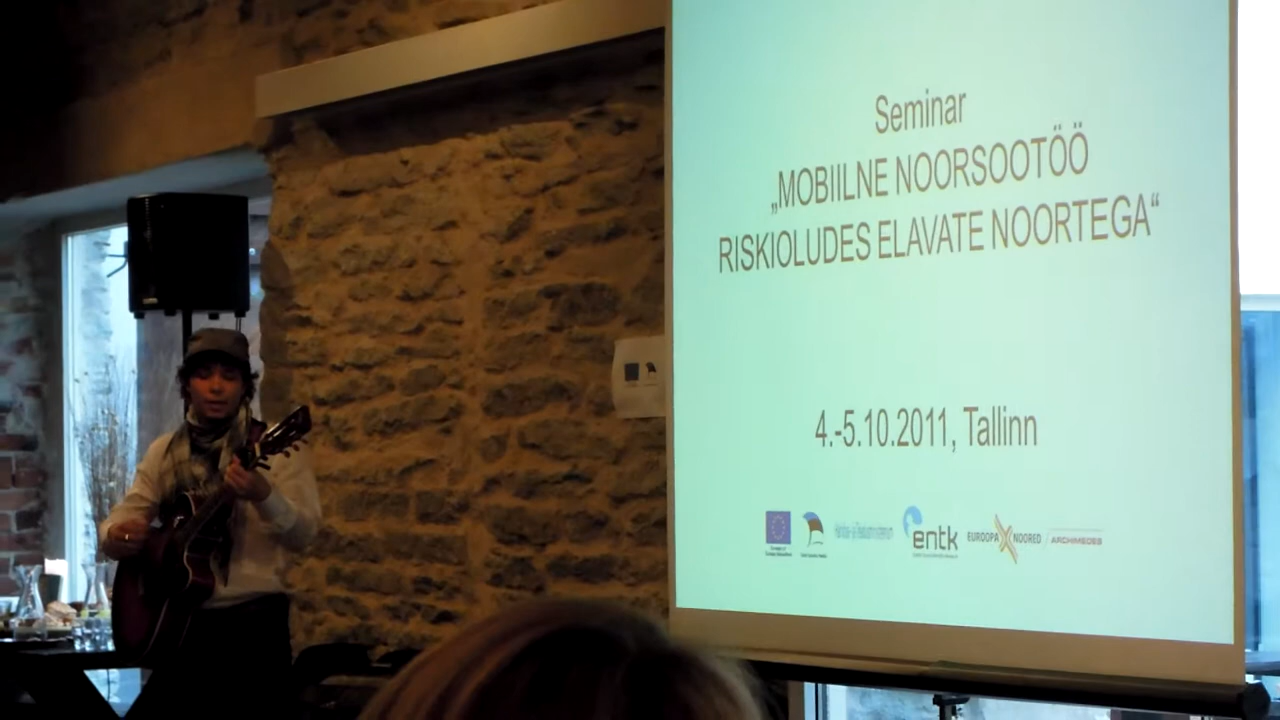 Seminar
„MOBIILNE NOORSOOTÖÖ
RISKIOLUDES ELAVATE NOORTEGA“
4.-5.10.2011, Tallinn
entk
EUROOPA NOORED
ARCHIMEDES